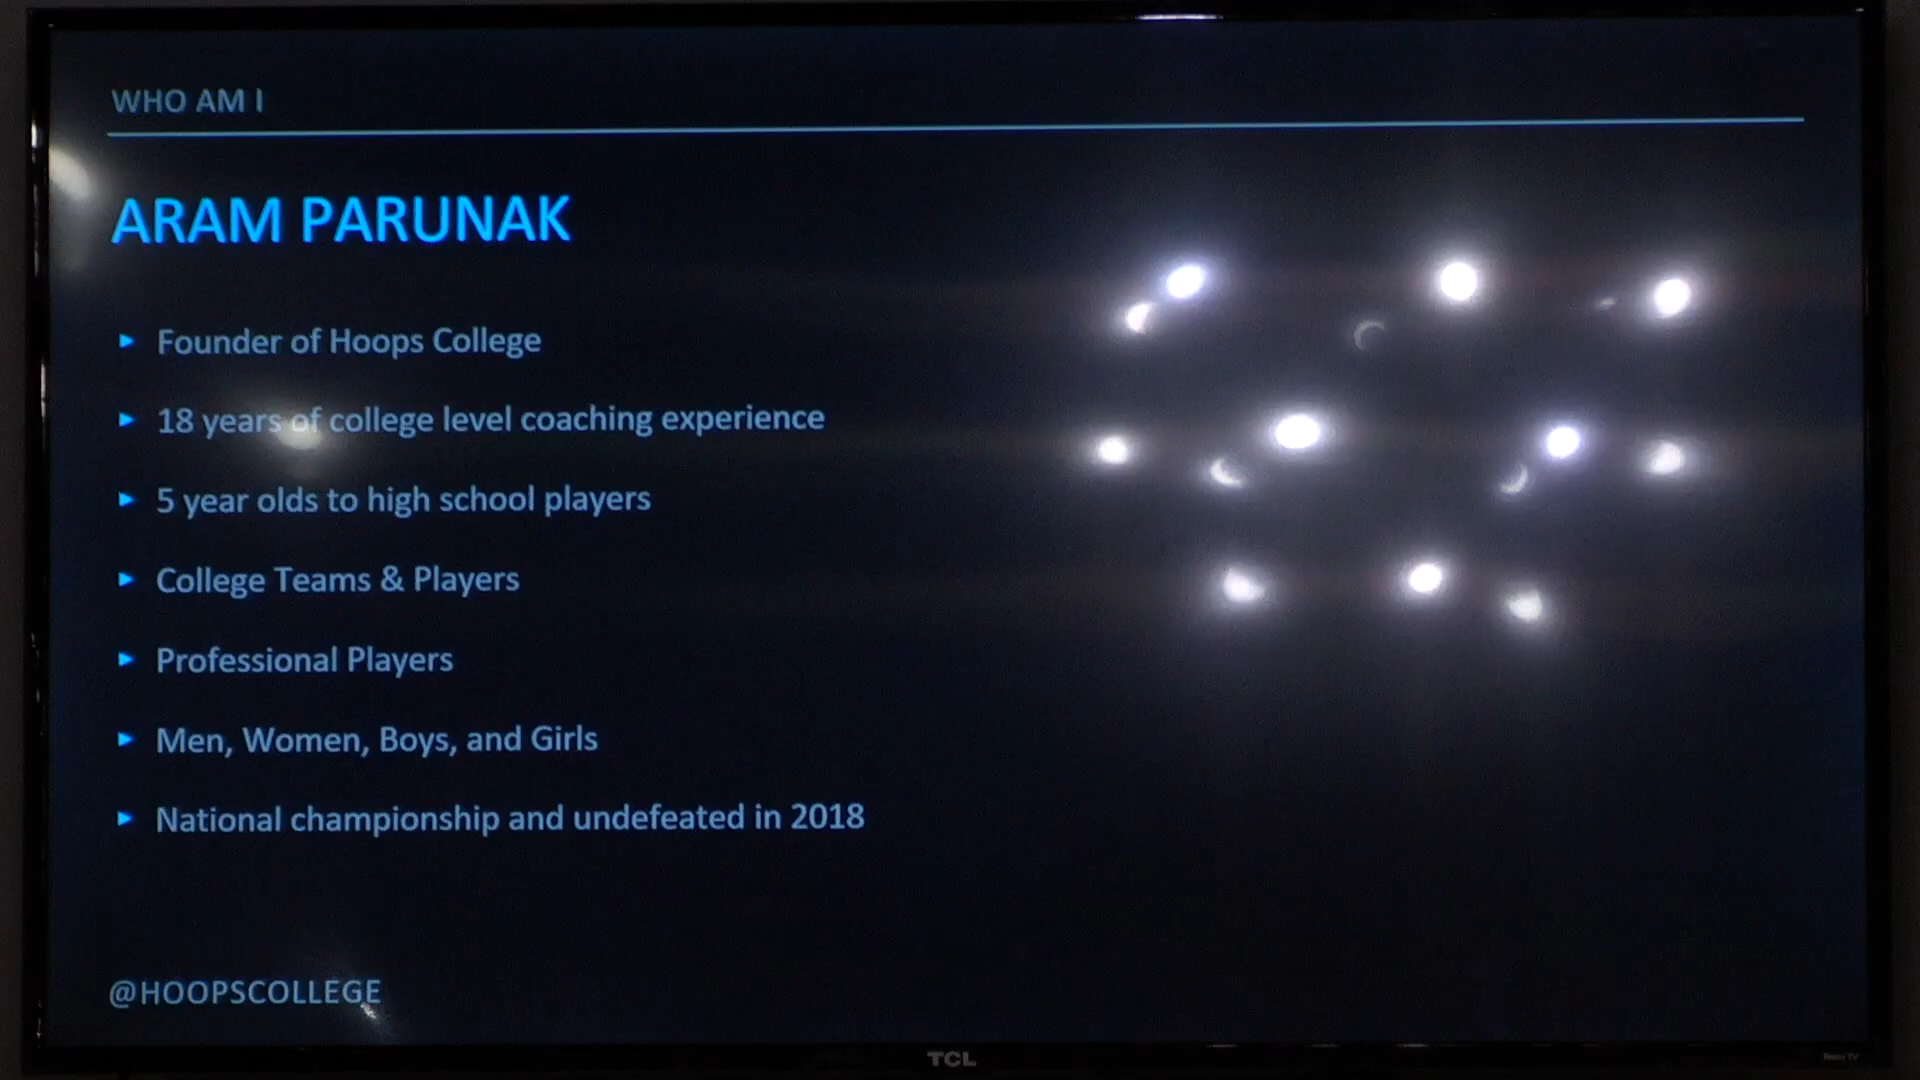 WHO AM I
ARAM PARUNAK
Founder of Hoops College
18 years of college level coaching experience
5 year olds to high school players
College Teams & Players
Professional Players
Men, Women, Boys, and Girls
National championship and undefeated in 2018
@HOOPSCOLLEGE
TCL
Roku TV